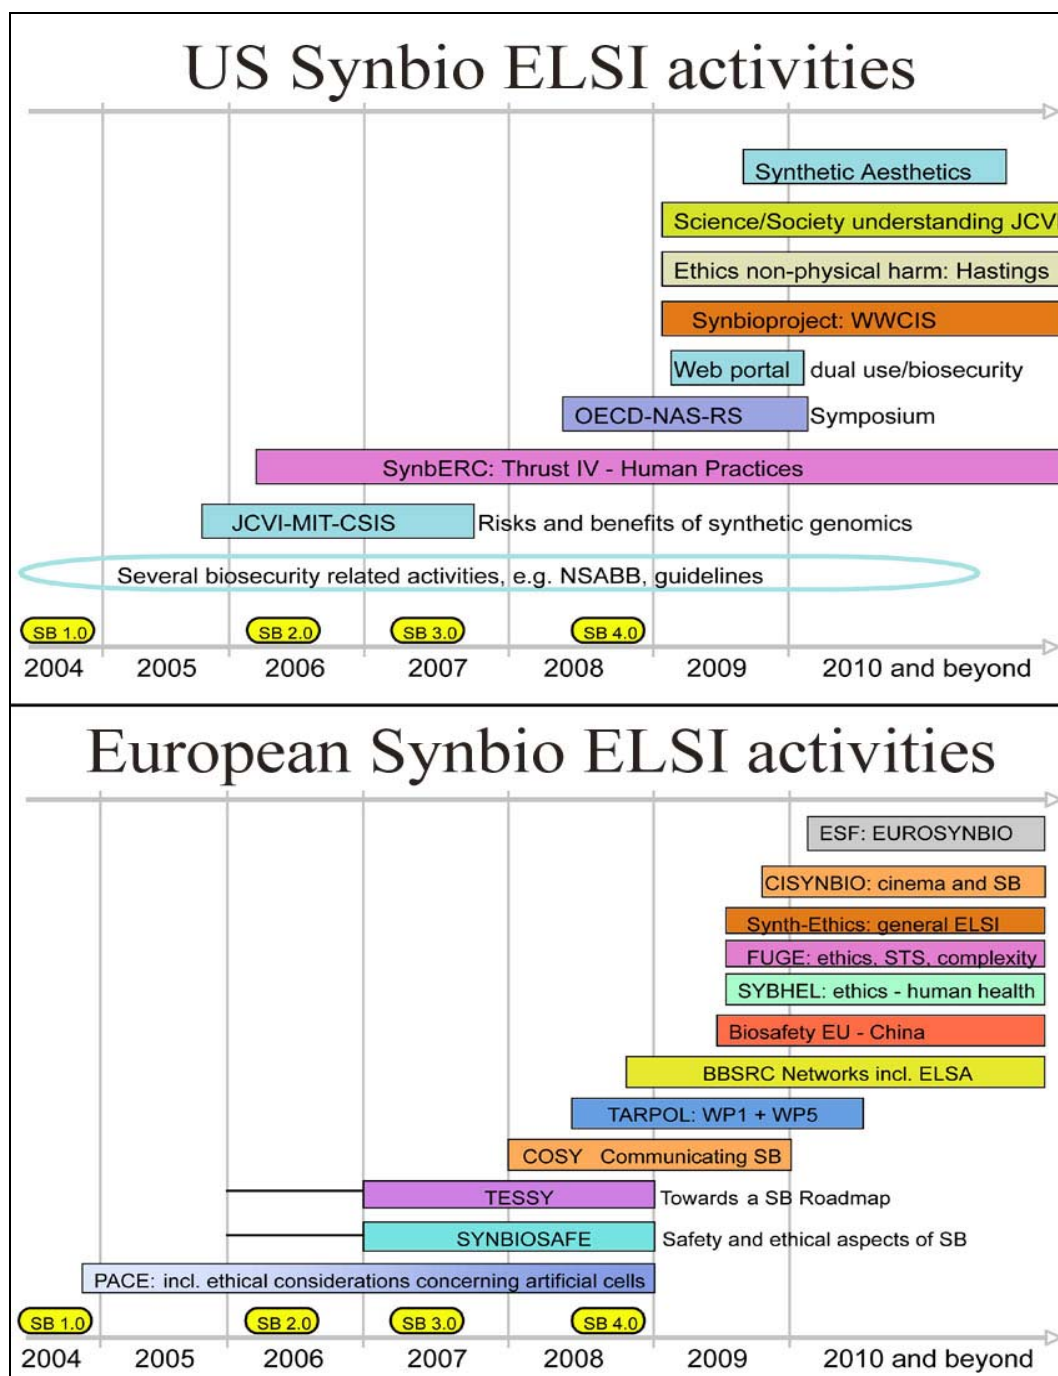 US Synbio ELSI activities
Synthetic Aesthetics
Science/Society understanding JCVI
Ethics non-physical harm: Hastings
Synbioproject: WWCIS
Web portal dual use/biosecurity
OECD-NAS-RS Symposium
SynbERC: Thrust IV - Human Practices
JCVI-MIT-CSIS Risks and benefits of synthetic genomics
Several biosecurity related activities, e.g. NSABB, guidelines
SB 1.0 SB 2.0 SB 3.0 SB 4.0
2004 2005 2006 2007 2008 2009 2010 and beyond
European Synbio ELSI activities
ESF: EUROSYNBIO
CISYNBIO: cinema and SB
Synth-Ethics: general ELSI
FUGE: ethics, STS, complexity
SYBHEL: ethics - human health
Biosafety EU - China
BBSRC Networks incl. ELSA
TARPOL: WP1 + WP5
COSY Communicating SB
TESSY Towards a SB Roadmap
SYNBIOSAFE Safety and ethical aspects of SB
PACE: incl. ethical considerations concerning artificial cells
SB 1.0 SB 2.0 SB 3.0 SB 4.0
2004 2005 2006 2007 2008 2009 2010 and beyond